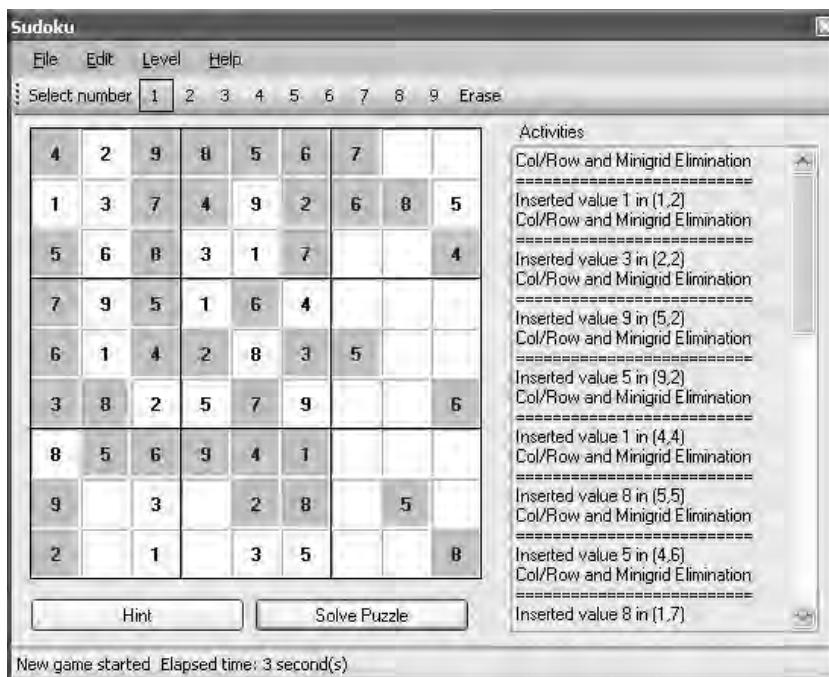 Sudoku
File Edit Level Help
Select number 1 2 3 4 5 6 7 8 9 Erase
4 2 9 8 5 6 7
1 3 7 4 9 2 6 8 5
5 6 8 3 1 7 4
7 9 5 1 6 4
6 1 4 2 8 3 5
3 8 2 5 7 9 6
8 5 6 9 4 1
9 3 2 8 5
2 1 3 5 8
Hint Solve Puzzle
Activities
Col/Row and Minigrid Elimination
==========================
Inserted value 1 in (1,2)
Col/Row and Minigrid Elimination
==========================
Inserted value 3 in (2,2)
Col/Row and Minigrid Elimination
==========================
Inserted value 9 in (5,2)
Col/Row and Minigrid Elimination
==========================
Inserted value 5 in (9,2)
Col/Row and Minigrid Elimination
==========================
Inserted value 1 in (4,4)
Col/Row and Minigrid Elimination
==========================
Inserted value 8 in (5,5)
Col/Row and Minigrid Elimination
==========================
Inserted value 5 in (4,6)
Col/Row and Minigrid Elimination
==========================
Inserted value 8 in (1,7)
New game started Elapsed time: 3 second(s)